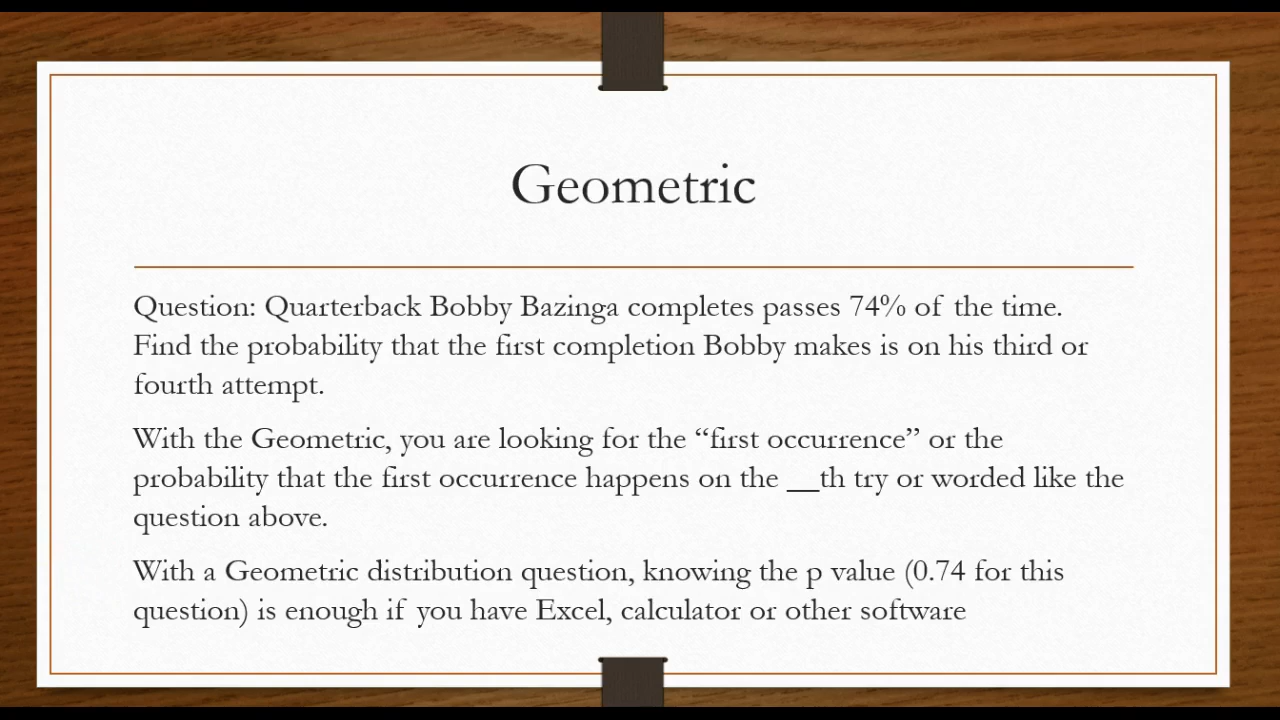 Geometric
Question: Quarterback Bobby Bazinga completes passes 74% of the time.
Find the probability that the first completion Bobby makes is on his third or
fourth attempt.
With the Geometric, you are looking for the “first occurrence” or the
probability that the first occurrence happens on the __th try or worded like the
question above.
With a Geometric distribution question, knowing the p value (0.74 for this
question) is enough if you have Excel, calculator or other software